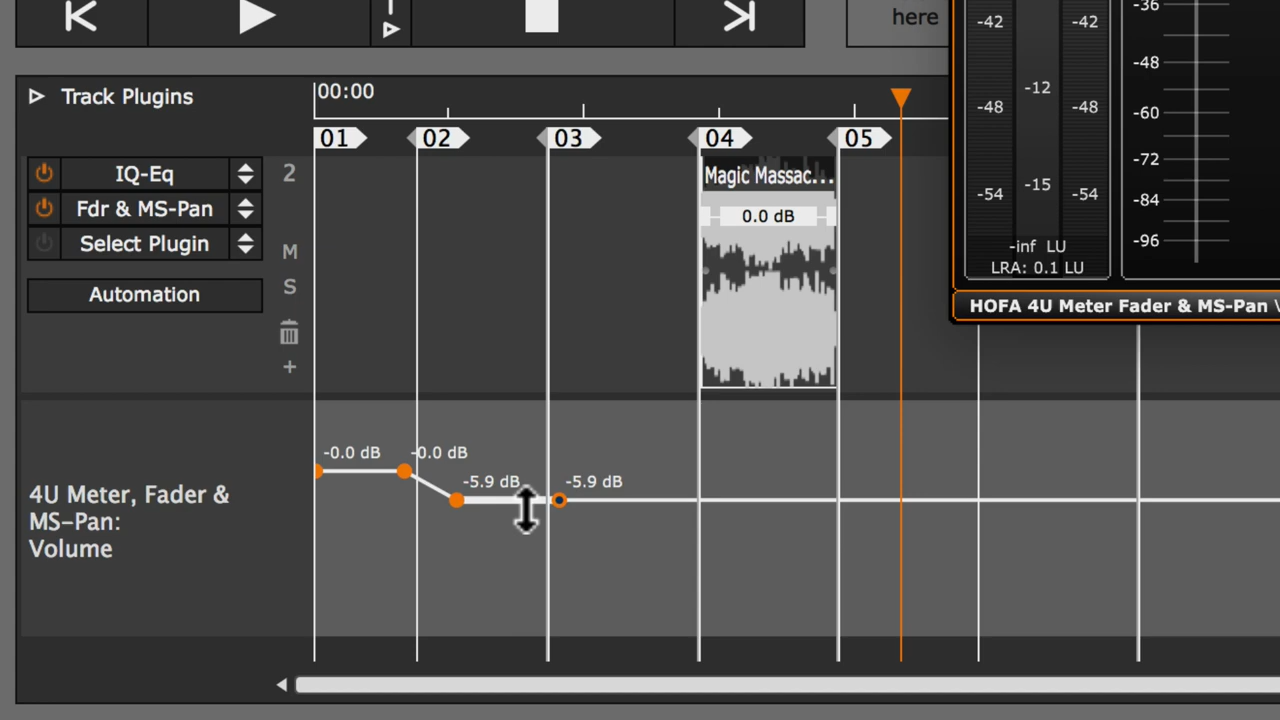 here
-36
-42
-42
-48
-12
-48
-48
-60
-72
-15
-54
-54
-84
-96
-inf LU
LRA: 0.1 LU
HOFA 4U Meter Fader & MS-Pan
Track Plugins
00:00
01
02
03
04
05
IQ-Eq
2
Magic Massac...
Fdr & MS-Pan
0.0 dB
Select Plugin
M
S
Automation
+
-0.0 dB
-0.0 dB
-5.9 dB
-5.9 dB
4U Meter, Fader &
MS-Pan:
Volume